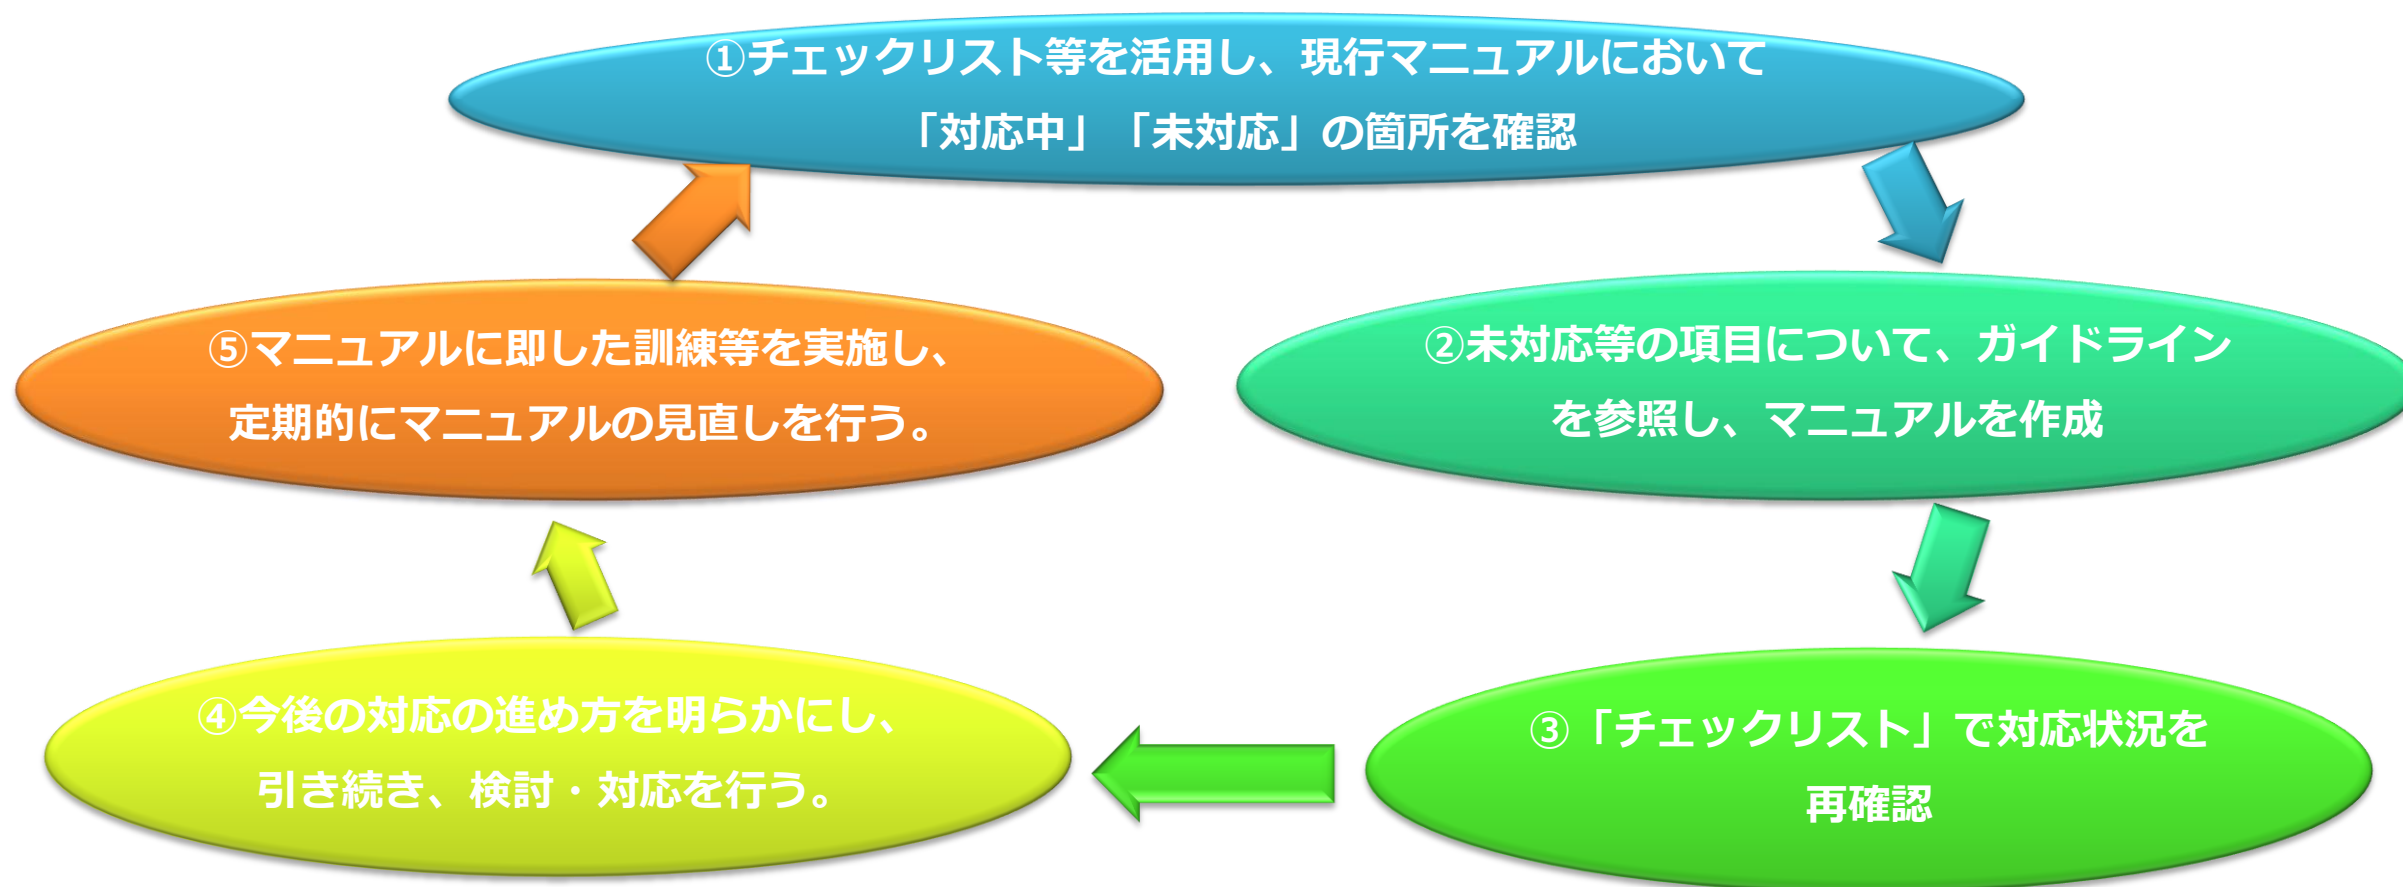 ①チェックリスト等を活用し、現行マニュアルにおいて
「対応中」「未対応」の箇所を確認
②未対応等の項目について、ガイドライン
を参照し、マニュアルを作成
③「チェックリスト」で対応状況を
再確認
④今後の対応の進め方を明らかにし、
引き続き、検討・対応を行う。
⑤マニュアルに即した訓練等を実施し、
定期的にマニュアルの見直しを行う。